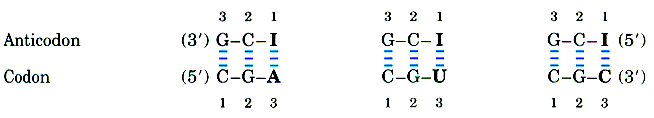 3 2 1 3 2 1 3 2 1
Anticodon (3′) G–C–I G–C–I G–C–I (5′)
Codon (5′) C–G–A C–G–U C–G–C (3′)
1 2 3 1 2 3 1 2 3